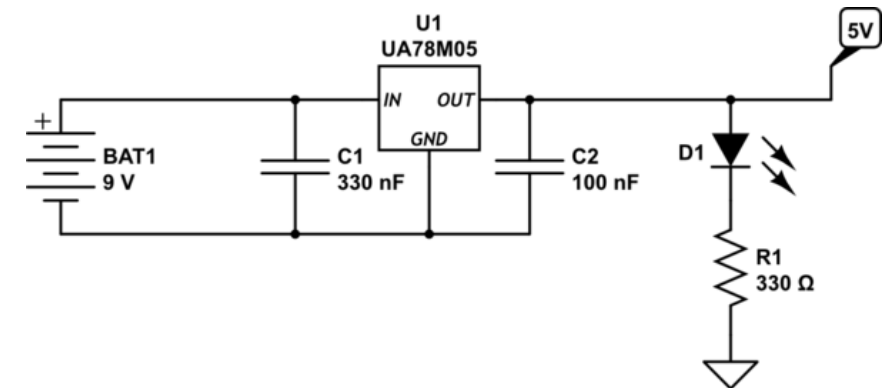 U1
UA78M05
5V
+
IN
OUT
GND
BAT1
9 V
C1
330 nF
C2
100 nF
D1
R1
330 Ω